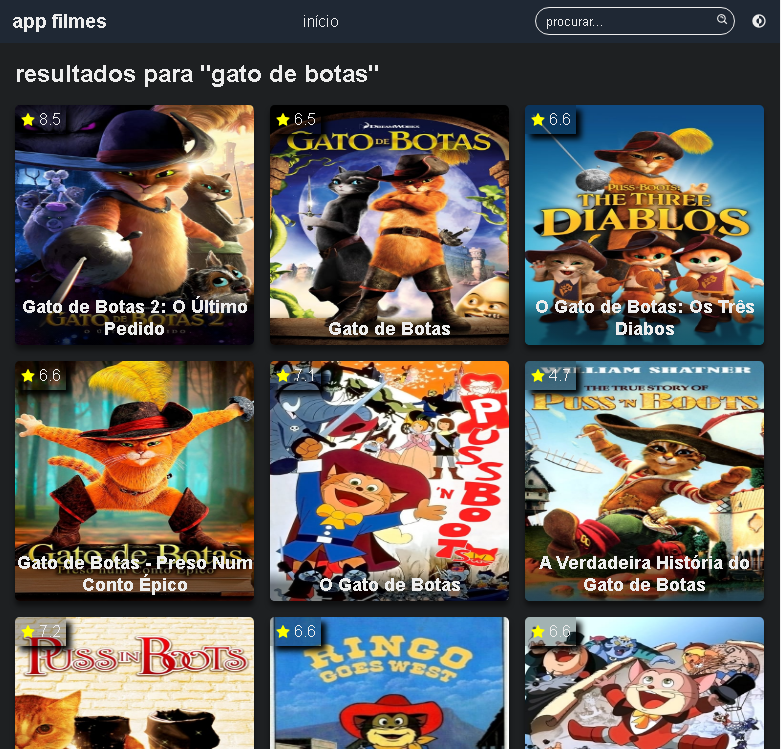 app filmes
início
procurar...
resultados para "gato de botas"
8.5
6.5
6.6
DREAMWORKS
GATO DE BOTAS
PUSS IN BOOTS:
THE THREE
DIABLOS
Gato de Botas 2: O Último
Pedido
GATO DE BOTAS 2
Gato de Botas
O Gato de Botas: Os Três
Diabos
6.6
7.1
4.7
WILLIAM SHATNER
THE TRUE STORY OF
PUSS 'N BOOTS
PUSS
'N
BOOTS
Gato de Botas
Preso num Conto Épico
Gato de Botas - Preso Num
Conto Épico
O Gato de Botas
A Verdadeira História do
Gato de Botas
7.2
6.6
6.6
PUSS IN BOOTS
RINGO
GOES WEST